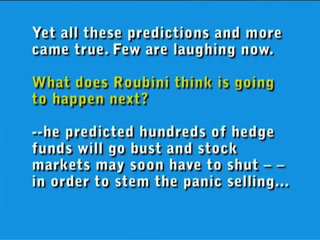 Yet all these predictions and more
came true. Few are laughing now.
What does Roubini think is going
to happen next?
--he predicted hundreds of hedge
funds will go bust and stock
markets may soon have to shut – –
in order to stem the panic selling...